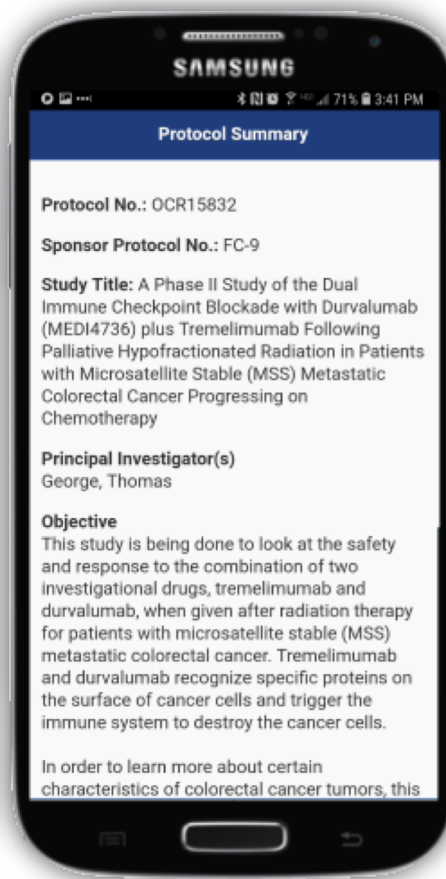 SAMSUNG
71% 3:41 PM
Protocol Summary
Protocol No.: OCR15832
Sponsor Protocol No.: FC-9
Study Title: A Phase II Study of the Dual
Immune Checkpoint Blockade with Durvalumab
(MEDI4736) plus Tremelimumab Following
Palliative Hypofractionated Radiation in Patients
with Microsatellite Stable (MSS) Metastatic
Colorectal Cancer Progressing on
Chemotherapy
Principal Investigator(s)
George, Thomas
Objective
This study is being done to look at the safety
and response to the combination of two
investigational drugs, tremelimumab and
durvalumab, when given after radiation therapy
for patients with microsatellite stable (MSS)
metastatic colorectal cancer. Tremelimumab
and durvalumab recognize specific proteins on
the surface of cancer cells and trigger the
immune system to destroy the cancer cells.
In order to learn more about certain
characteristics of colorectal cancer tumors, this